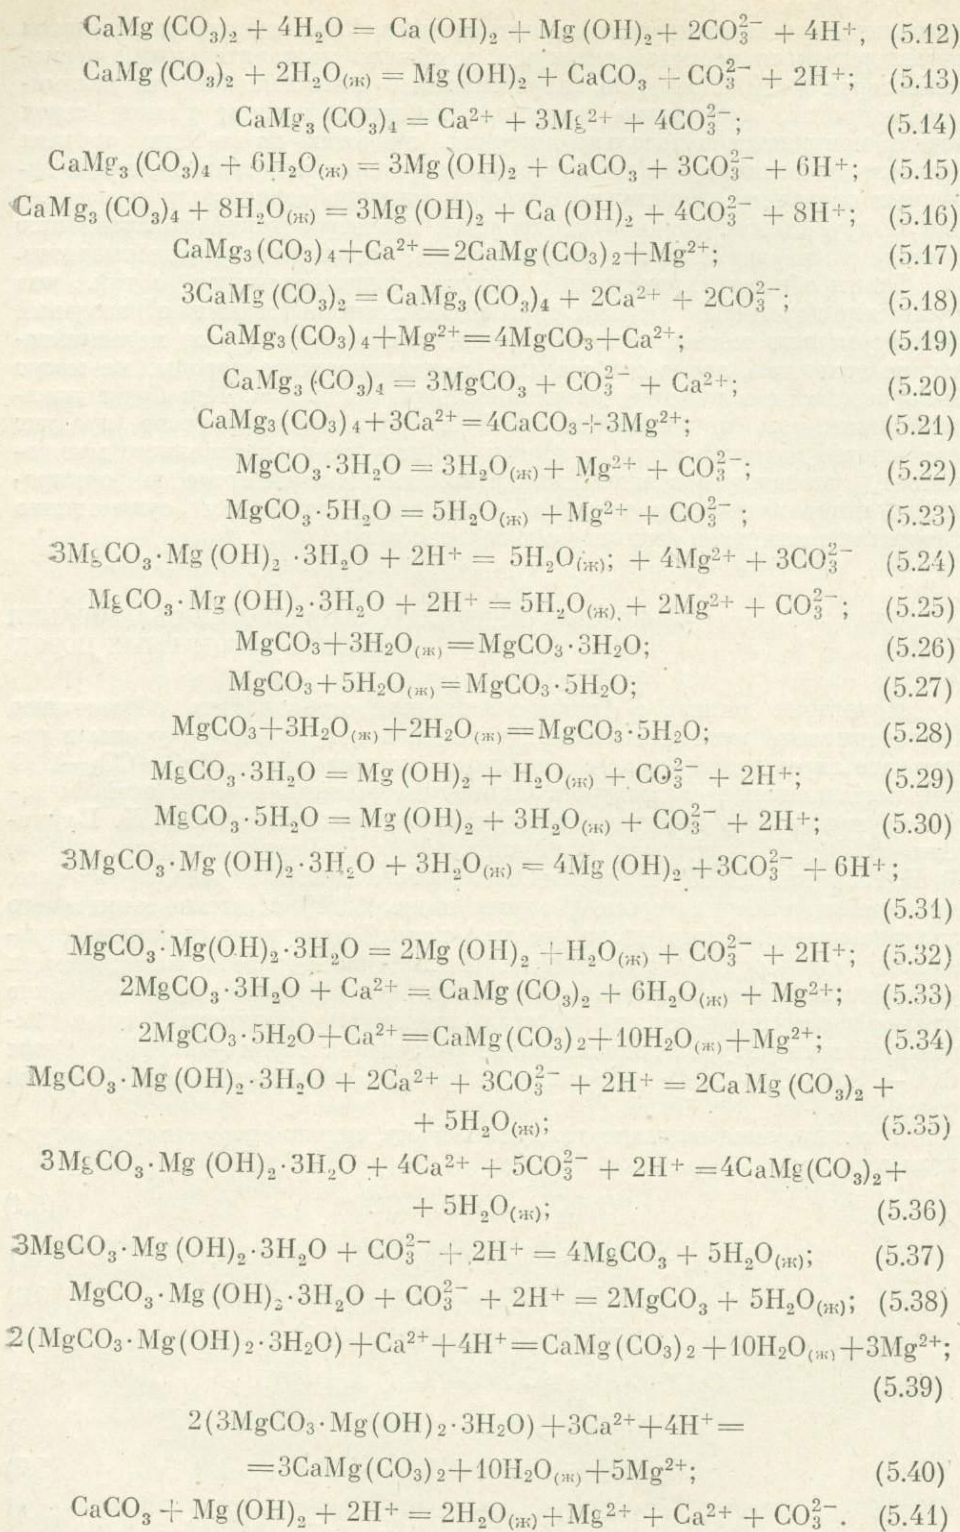 CaMg (CO₃)₂ + 4H₂O = Ca (OH)₂ + Mg (OH)₂ + 2CO₃²⁻ + 4H⁺, (5.12)
CaMg (CO₃)₂ + 2H₂O₍ж₎ = Mg (OH)₂ + CaCO₃ + CO₃²⁻ + 2H⁺; (5.13)
CaMg₃ (CO₃)₄ = Ca²⁺ + 3Mg²⁺ + 4CO₃²⁻; (5.14)
CaMg₃ (CO₃)₄ + 6H₂O₍ж₎ = 3Mg (OH)₂ + CaCO₃ + 3CO₃²⁻ + 6H⁺; (5.15)
CaMg₃ (CO₃)₄ + 8H₂O₍ж₎ = 3Mg (OH)₂ + Ca (OH)₂ + 4CO₃²⁻ + 8H⁺; (5.16)
CaMg₃(CO₃)₄+Ca²⁺=2CaMg(CO₃)₂+Mg²⁺; (5.17)
3CaMg (CO₃)₂ = CaMg₃ (CO₃)₄ + 2Ca²⁺ + 2CO₃²⁻; (5.18)
CaMg₃(CO₃)₄+Mg²⁺=4MgCO₃+Ca²⁺; (5.19)
CaMg₃ (CO₃)₄ = 3MgCO₃ + CO₃²⁻ + Ca²⁺; (5.20)
CaMg₃(CO₃)₄+3Ca²⁺=4CaCO₃+3Mg²⁺; (5.21)
MgCO₃·3H₂O = 3H₂O₍ж₎ + Mg²⁺ + CO₃²⁻; (5.22)
MgCO₃·5H₂O = 5H₂O₍ж₎ +Mg²⁺ + CO₃²⁻ ; (5.23)
3MgCO₃·Mg (OH)₂ ·3H₂O + 2H⁺ = 5H₂O₍ж₎; + 4Mg²⁺ + 3CO₃²⁻ (5.24)
MgCO₃·Mg (OH)₂·3H₂O + 2H⁺ = 5H₂O₍ж₎ + 2Mg²⁺ + CO₃²⁻; (5.25)
MgCO₃+3H₂O₍ж₎=MgCO₃·3H₂O; (5.26)
MgCO₃+5H₂O₍ж₎=MgCO₃·5H₂O; (5.27)
MgCO₃+3H₂O₍ж₎+2H₂O₍ж₎=MgCO₃·5H₂O; (5.28)
MgCO₃·3H₂O = Mg (OH)₂ + H₂O₍ж₎ + CO₃²⁻ + 2H⁺; (5.29)
MgCO₃·5H₂O = Mg (OH)₂ + 3H₂O₍ж₎ + CO₃²⁻ + 2H⁺; (5.30)
3MgCO₃·Mg (OH)₂·3H₂O + 3H₂O₍ж₎ = 4Mg (OH)₂ +3CO₃²⁻ + 6H⁺;
(5.31)
MgCO₃·Mg(OH)₂·3H₂O = 2Mg (OH)₂ + H₂O₍ж₎ + CO₃²⁻ + 2H⁺; (5.32)
2MgCO₃·3H₂O + Ca²⁺ = CaMg (CO₃)₂ + 6H₂O₍ж₎ + Mg²⁺; (5.33)
2MgCO₃·5H₂O+Ca²⁺=CaMg(CO₃)₂+10H₂O₍ж₎+Mg²⁺; (5.34)
MgCO₃·Mg (OH)₂·3H₂O + 2Ca²⁺ + 3CO₃²⁻ + 2H⁺ = 2CaMg (CO₃)₂ +
+ 5H₂O₍ж₎; (5.35)
3MgCO₃·Mg (OH)₂·3H₂O + 4Ca²⁺ + 5CO₃²⁻ + 2H⁺ =4CaMg(CO₃)₂+
+ 5H₂O₍ж₎; (5.36)
3MgCO₃·Mg (OH)₂·3H₂O + CO₃²⁻ + 2H⁺ = 4MgCO₃ + 5H₂O₍ж₎; (5.37)
MgCO₃·Mg (OH)₂·3H₂O + CO₃²⁻ + 2H⁺ = 2MgCO₃ + 5H₂O₍ж₎; (5.38)
2(MgCO₃·Mg(OH)₂·3H₂O)+Ca²⁺+4H⁺=CaMg(CO₃)₂+10H₂O₍ж₎+3Mg²⁺;
(5.39)
2(3MgCO₃·Mg(OH)₂·3H₂O)+3Ca²⁺+4H⁺=
=3CaMg(CO₃)₂+10H₂O₍ж₎+5Mg²⁺; (5.40)
CaCO₃ + Mg (OH)₂ + 2H⁺ = 2H₂O₍ж₎+Mg²⁺ + Ca²⁺ + CO₃²⁻. (5.41)